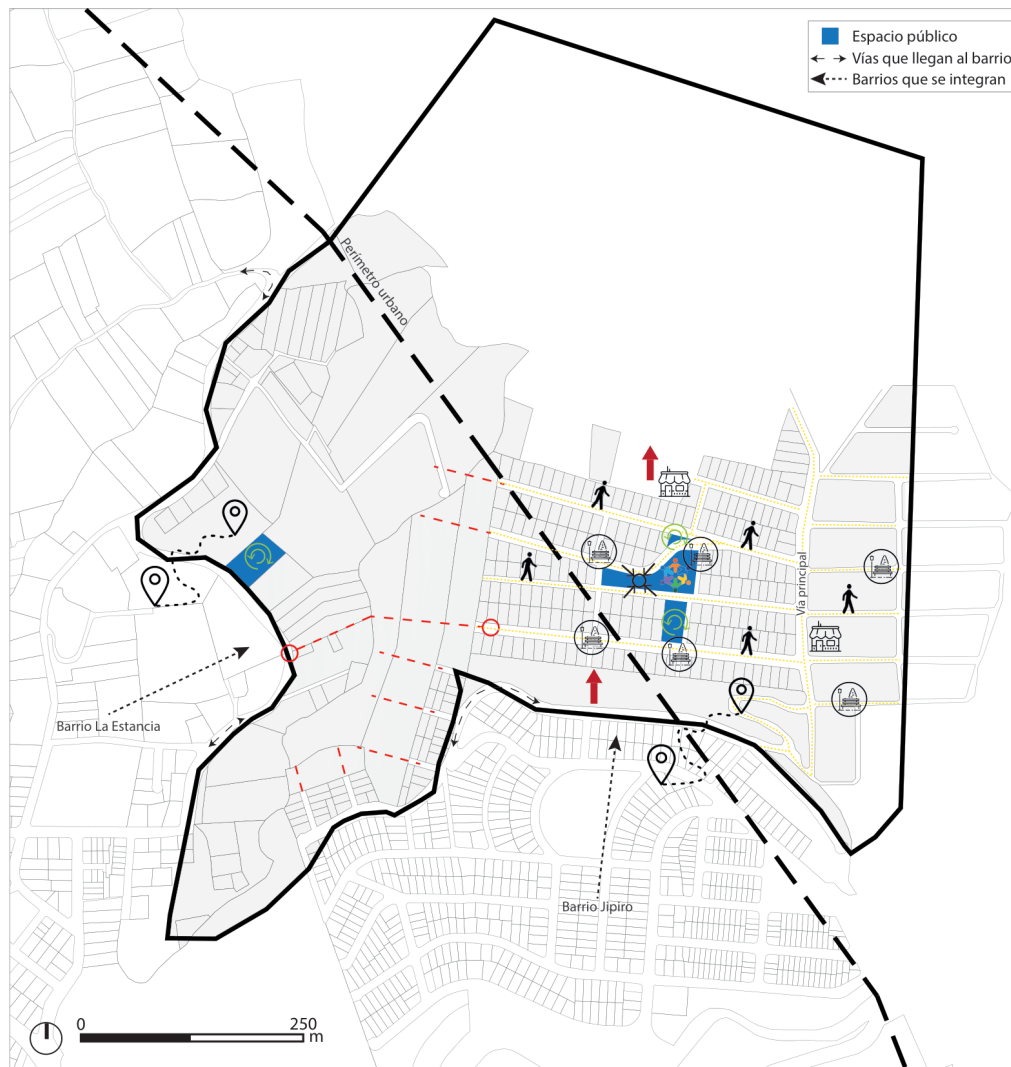 Espacio público
Vías que llegan al barrio
Barrios que se integran
Perímetro urbano
Vía principal
Barrio La Estancia
Barrio Jipiro
0 250
m